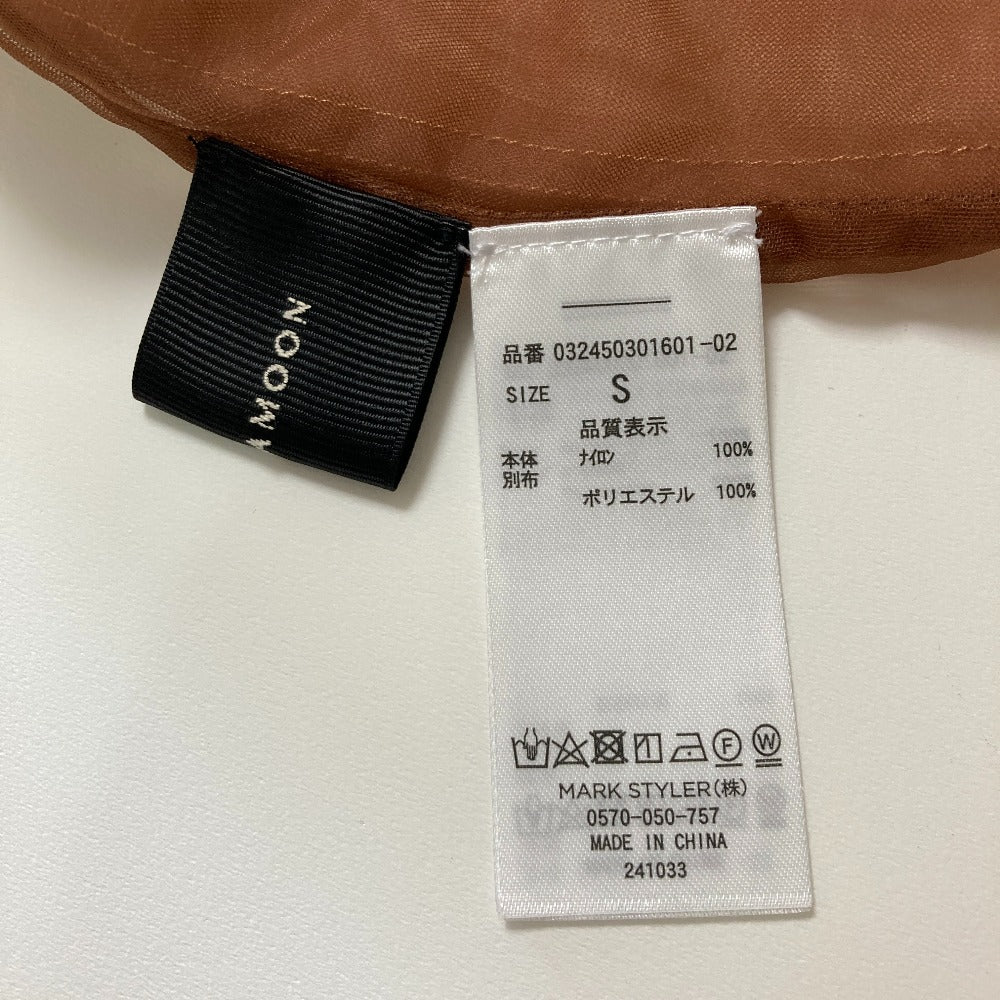 MOON
品番 032450301601-02
SIZE S
品質表示
本体 ナイロン 100%
別布 ポリエステル 100%
F W
MARK STYLER(株)
0570-050-757
MADE IN CHINA
241033